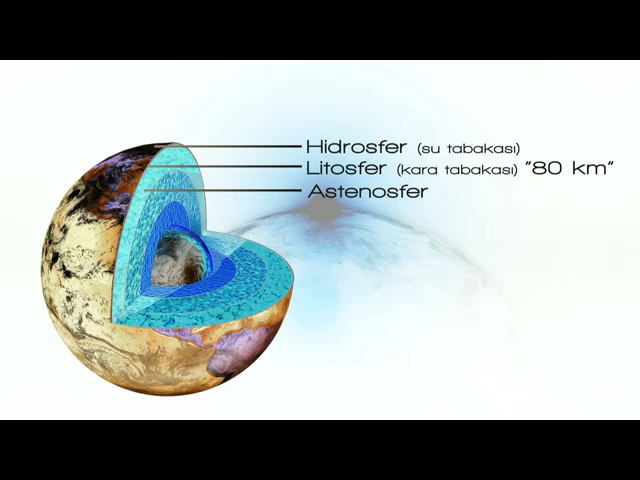 Hidrosfer (su tabakası)
Litosfer (kara tabakası) "80 km"
Astenosfer